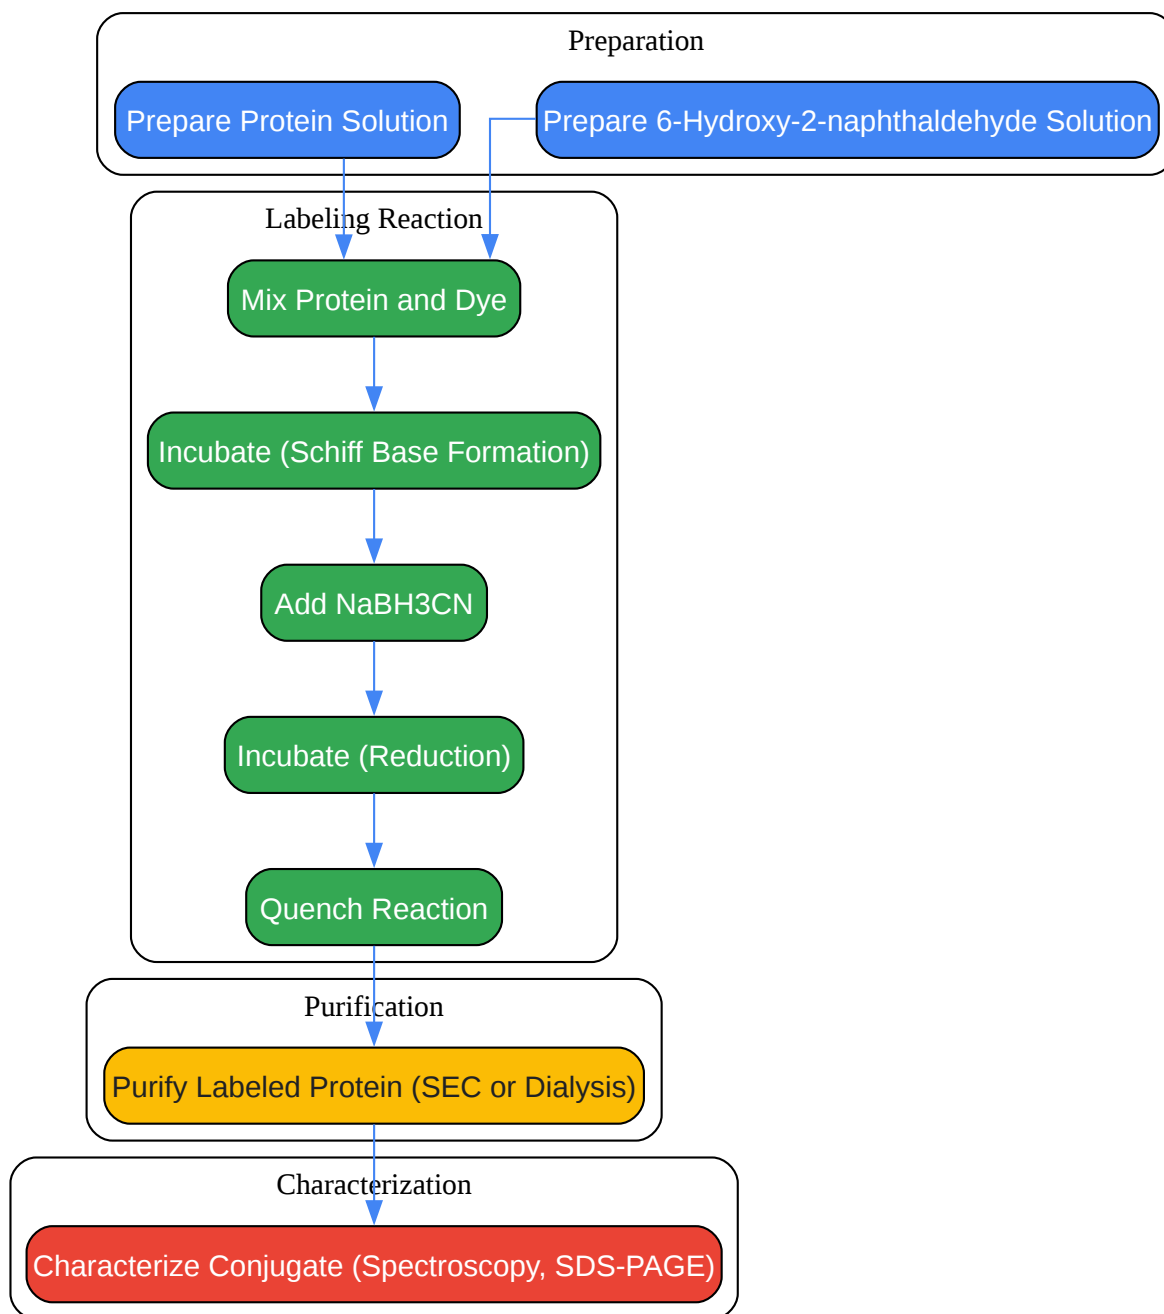 Preparation
Prepare Protein Solution
Prepare 6-Hydroxy-2-naphthaldehyde Solution
Labeling Reaction
Mix Protein and Dye
Incubate (Schiff Base Formation)
Add NaBH3CN
Incubate (Reduction)
Quench Reaction
Purification
Purify Labeled Protein (SEC or Dialysis)
Characterization
Characterize Conjugate (Spectroscopy, SDS-PAGE)